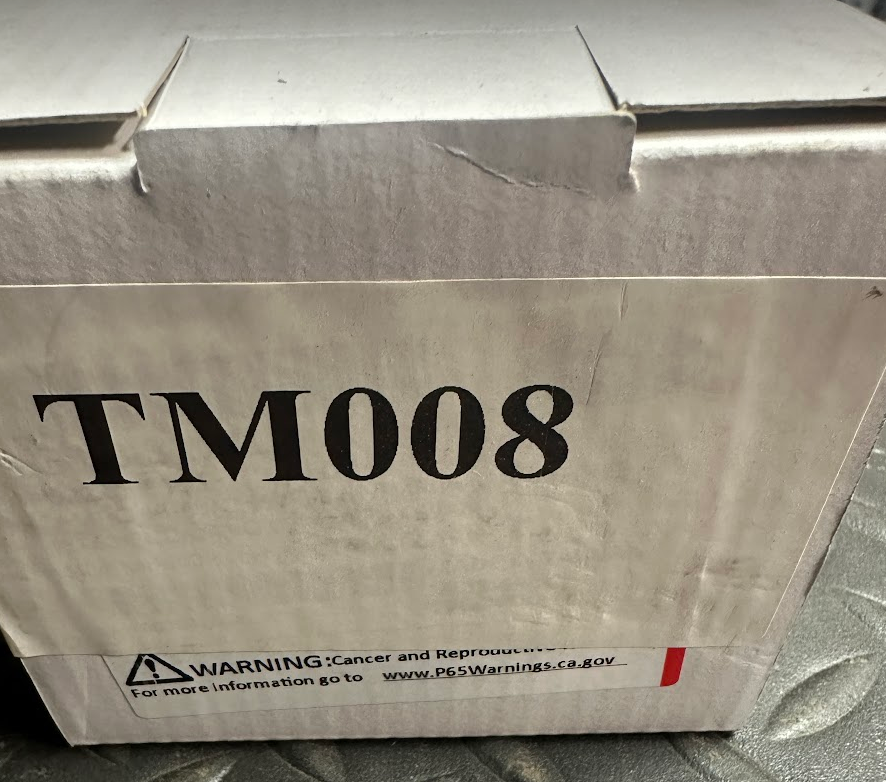 TM008
WARNING:Cancer and
For more information go to www.P65Warnings.ca.gov